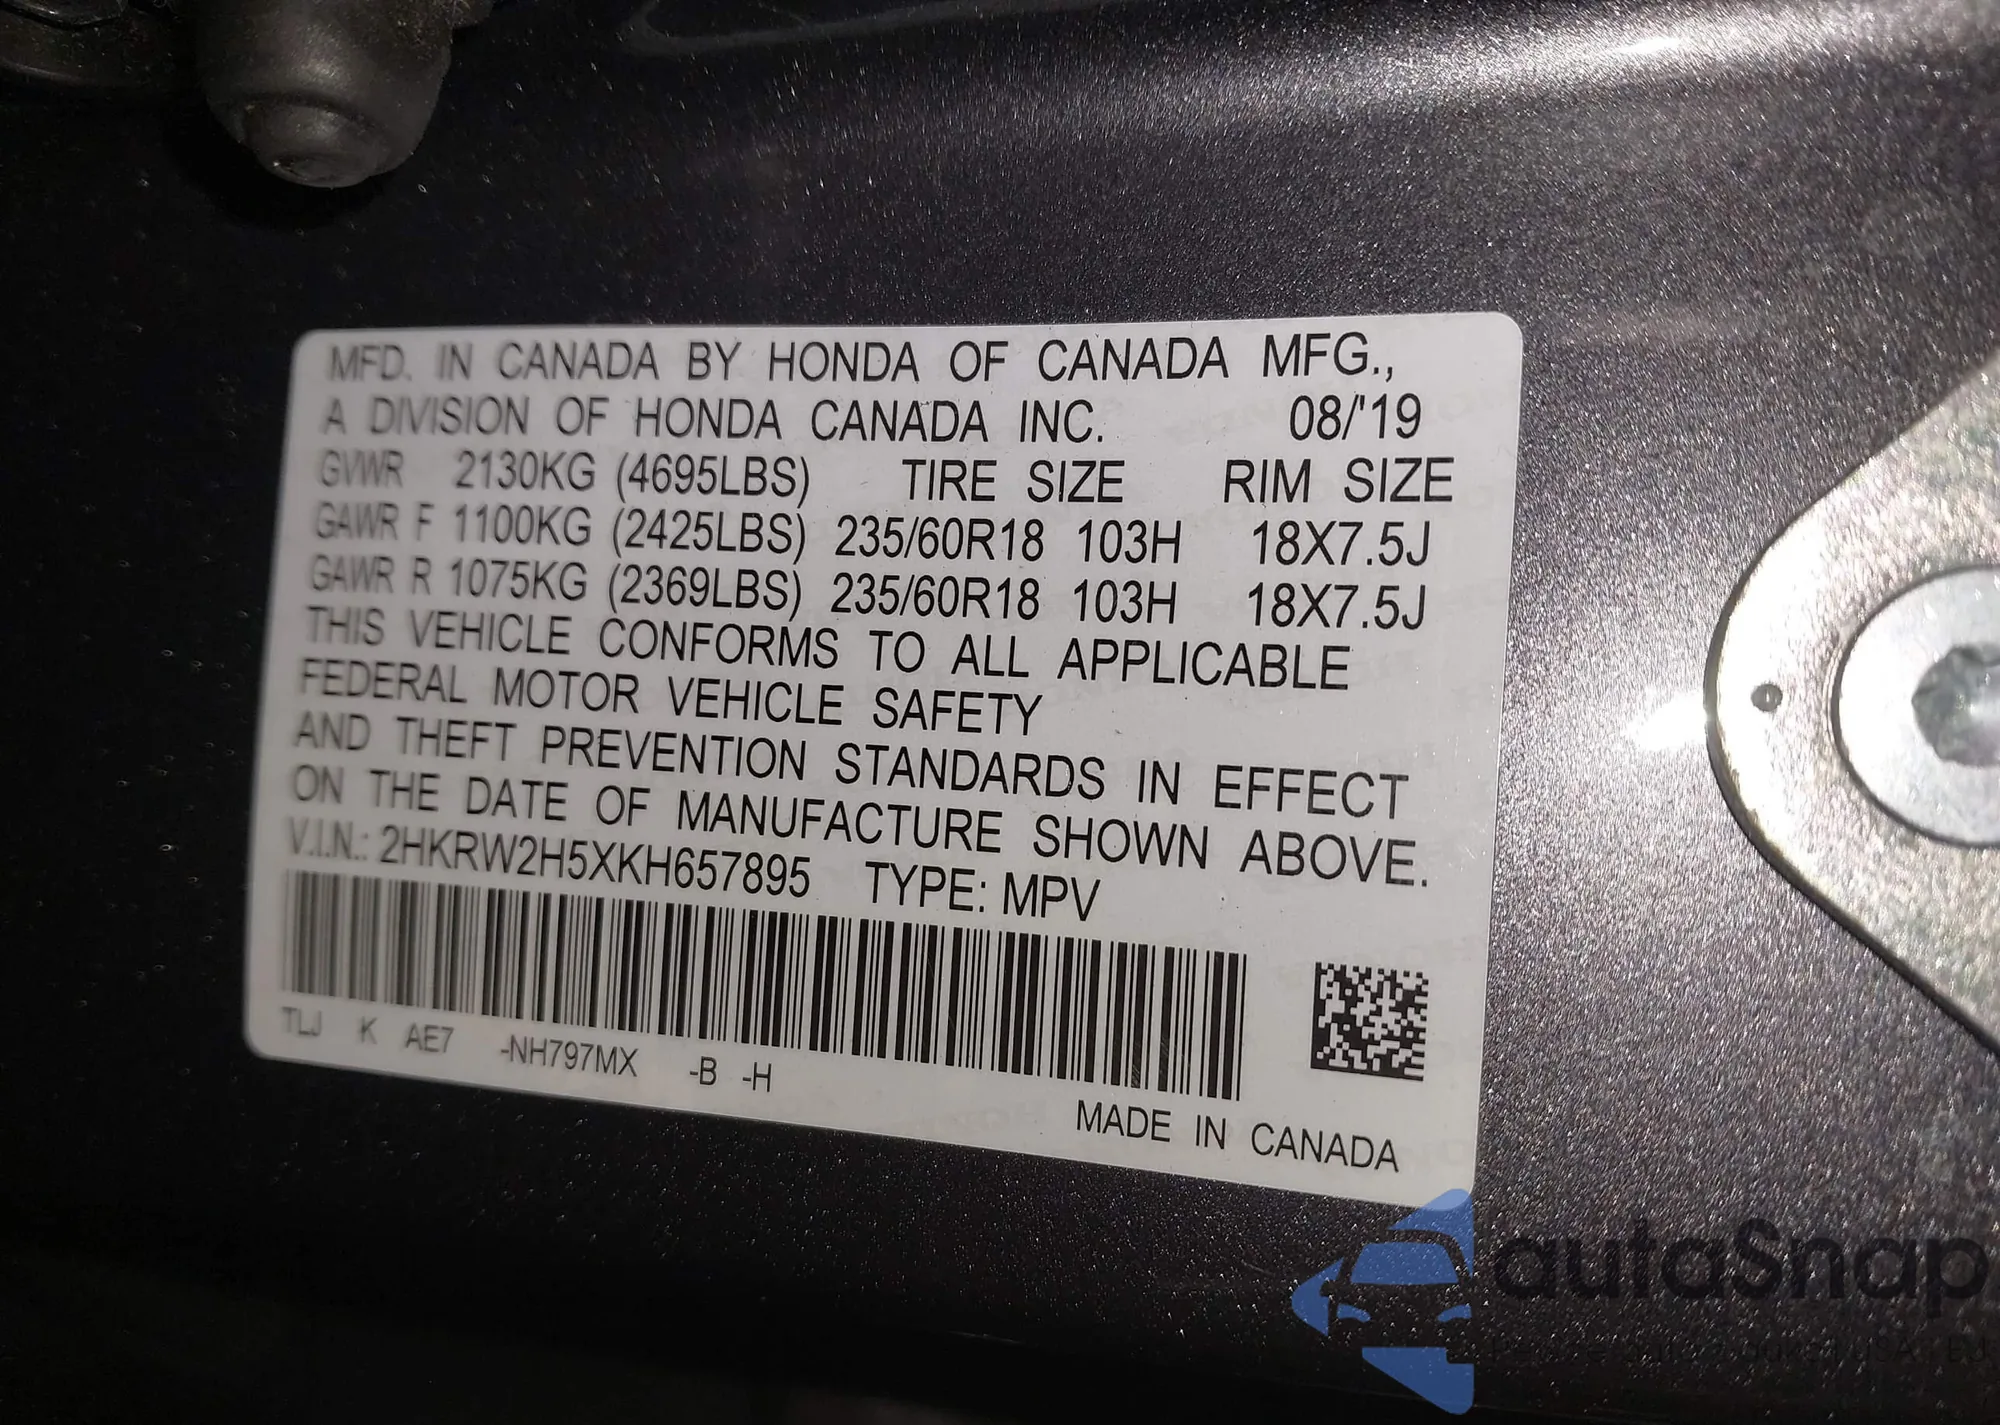 MFD. IN CANADA BY HONDA OF CANADA MFG.,
A DIVISION OF HONDA CANADA INC. 08/'19
GVWR 2130KG (4695LBS) TIRE SIZE RIM SIZE
GAWR F 1100KG (2425LBS) 235/60R18 103H 18X7.5J
GAWR R 1075KG (2369LBS) 235/60R18 103H 18X7.5J
THIS VEHICLE CONFORMS TO ALL APPLICABLE
FEDERAL MOTOR VEHICLE SAFETY
AND THEFT PREVENTION STANDARDS IN EFFECT
ON THE DATE OF MANUFACTURE SHOWN ABOVE.
V.I.N.: 2HKRW2H5XKH657895 TYPE: MPV
TLJ K AE7 -NH797MX -B -H
MADE IN CANADA
autoSnap